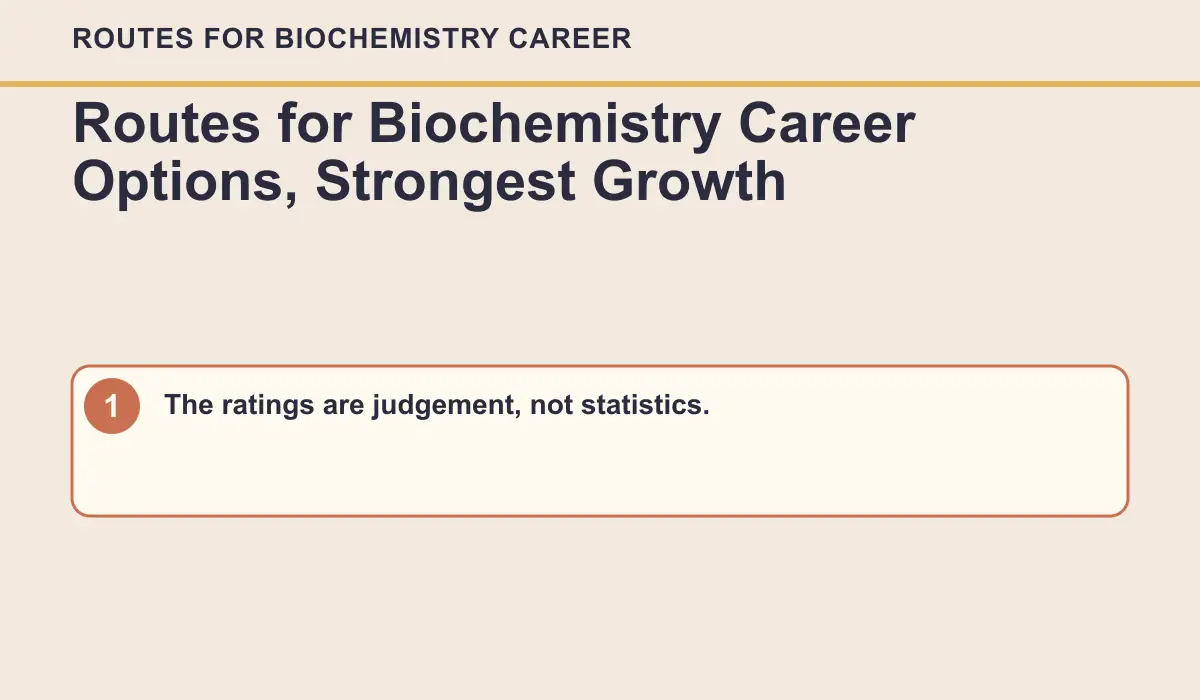 ROUTES FOR BIOCHEMISTRY CAREER
Routes for Biochemistry Career
Options, Strongest Growth
1
The ratings are judgement, not statistics.